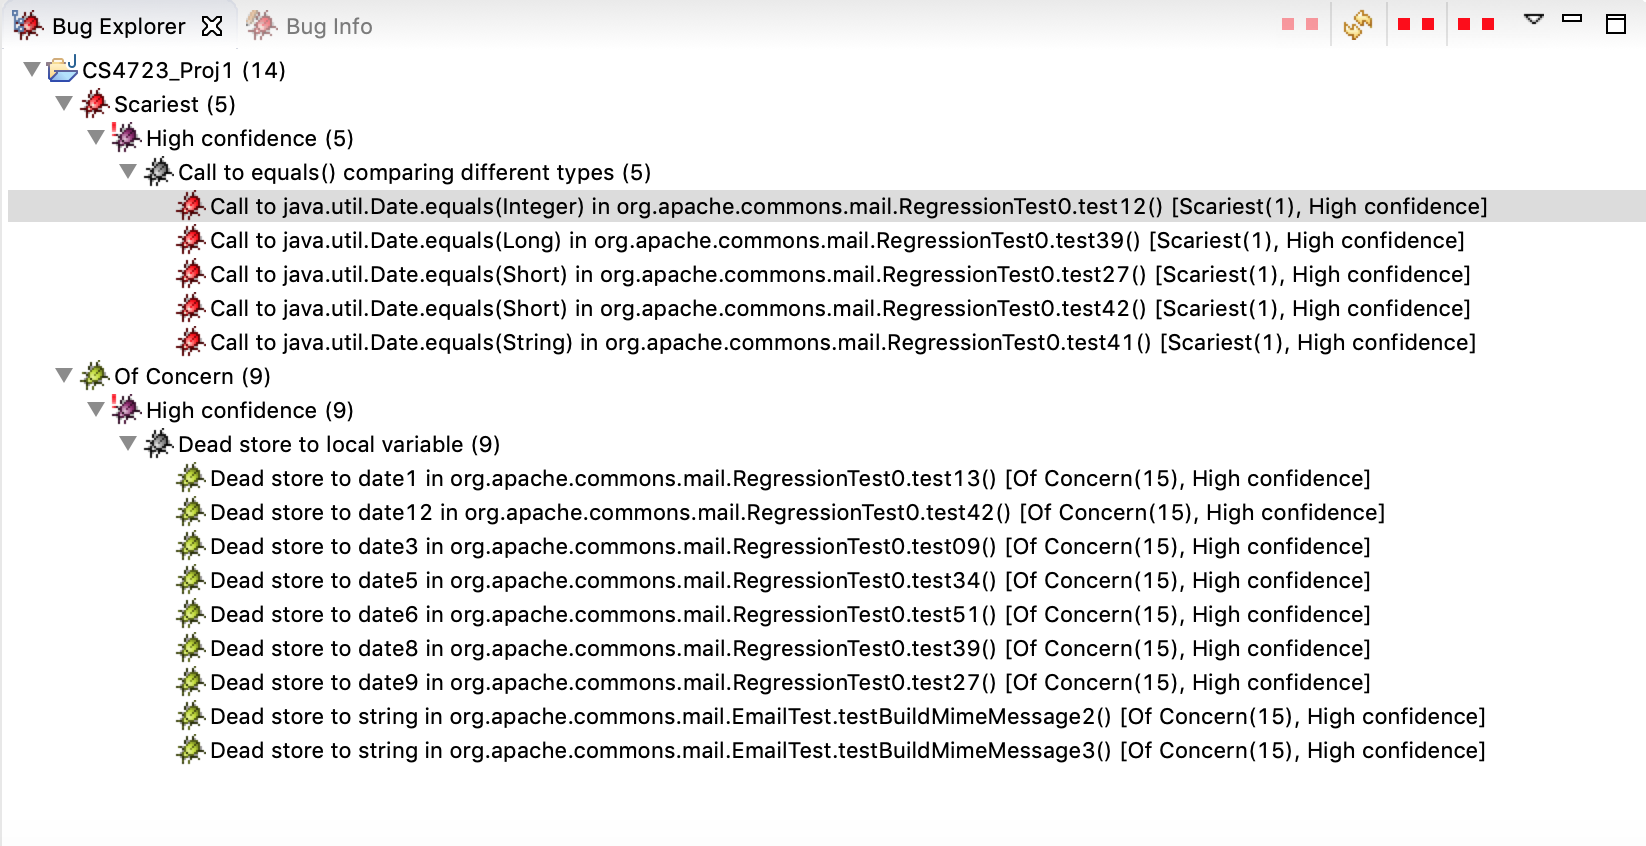 Bug Explorer Bug Info
CS4723_Proj1 (14)
Scariest (5)
High confidence (5)
Call to equals() comparing different types (5)
Call to java.util.Date.equals(Integer) in org.apache.commons.mail.RegressionTest0.test12() [Scariest(1), High confidence]
Call to java.util.Date.equals(Long) in org.apache.commons.mail.RegressionTest0.test39() [Scariest(1), High confidence]
Call to java.util.Date.equals(Short) in org.apache.commons.mail.RegressionTest0.test27() [Scariest(1), High confidence]
Call to java.util.Date.equals(Short) in org.apache.commons.mail.RegressionTest0.test42() [Scariest(1), High confidence]
Call to java.util.Date.equals(String) in org.apache.commons.mail.RegressionTest0.test41() [Scariest(1), High confidence]
Of Concern (9)
High confidence (9)
Dead store to local variable (9)
Dead store to date1 in org.apache.commons.mail.RegressionTest0.test13() [Of Concern(15), High confidence]
Dead store to date12 in org.apache.commons.mail.RegressionTest0.test42() [Of Concern(15), High confidence]
Dead store to date3 in org.apache.commons.mail.RegressionTest0.test09() [Of Concern(15), High confidence]
Dead store to date5 in org.apache.commons.mail.RegressionTest0.test34() [Of Concern(15), High confidence]
Dead store to date6 in org.apache.commons.mail.RegressionTest0.test51() [Of Concern(15), High confidence]
Dead store to date8 in org.apache.commons.mail.RegressionTest0.test39() [Of Concern(15), High confidence]
Dead store to date9 in org.apache.commons.mail.RegressionTest0.test27() [Of Concern(15), High confidence]
Dead store to string in org.apache.commons.mail.EmailTest.testBuildMimeMessage2() [Of Concern(15), High confidence]
Dead store to string in org.apache.commons.mail.EmailTest.testBuildMimeMessage3() [Of Concern(15), High confidence]